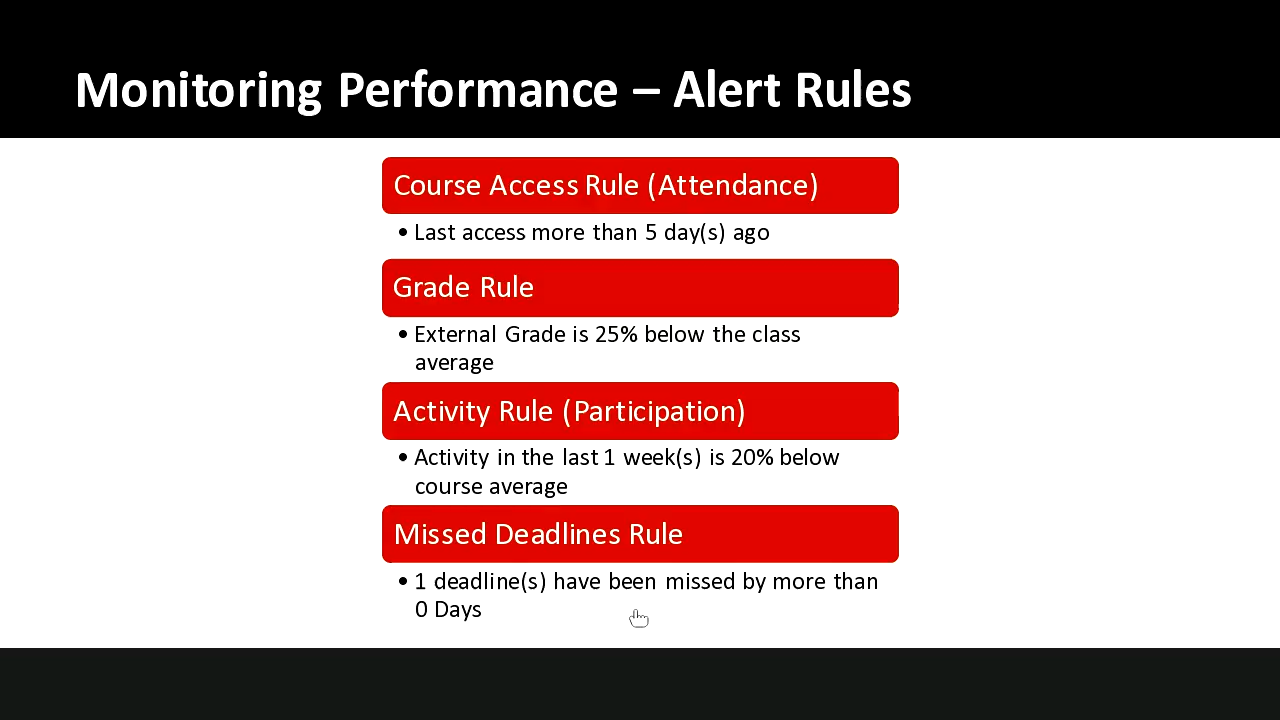 Monitoring Performance – Alert Rules
Course Access Rule (Attendance)
• Last access more than 5 day(s) ago
Grade Rule
• External Grade is 25% below the class
average
Activity Rule (Participation)
• Activity in the last 1 week(s) is 20% below
course average
Missed Deadlines Rule
• 1 deadline(s) have been missed by more than
0 Days